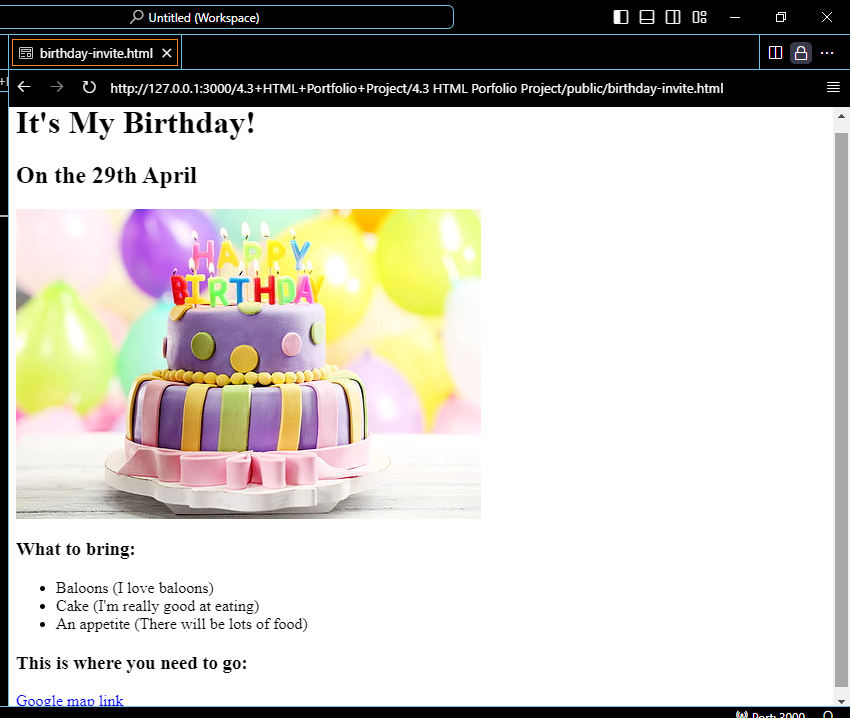 Untitled (Workspace)
birthday-invite.html
http://127.0.0.1:3000/4.3+HTML+Portfolio+Project/4.3 HTML Porfolio Project/public/birthday-invite.html
It's My Birthday!
On the 29th April
HAPPY
BIRTHDAY
What to bring:
Baloons (I love baloons)
Cake (I'm really good at eating)
An appetite (There will be lots of food)
This is where you need to go:
Google map link
Port: 3000